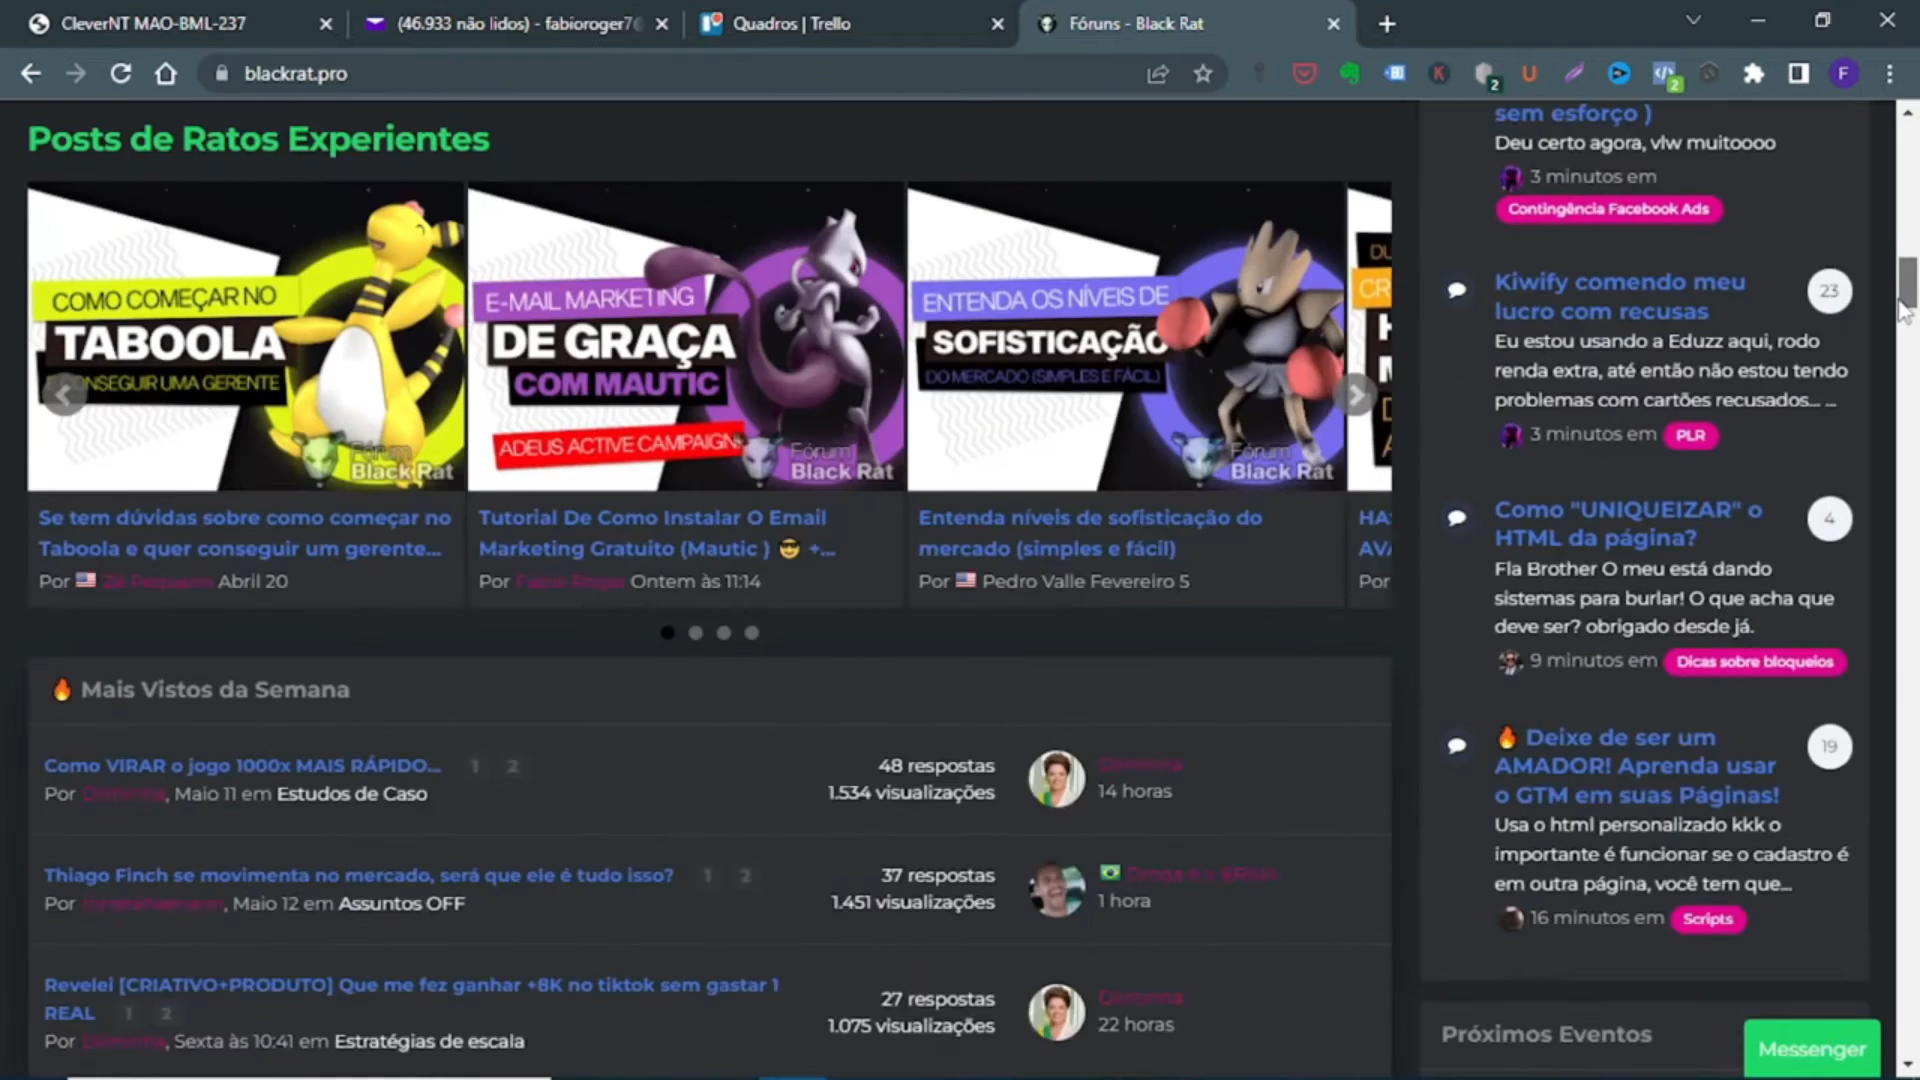 CleverNT MAO-BML-237
(46.933 não lidos) - fabioroger7
Quadros | Trello
Fóruns - Black Rat
blackrat.pro
K
2
U
2
F
Posts de Ratos Experientes
COMO COMEÇAR NO
TABOOLA
CONSEGUIR UMA GERENTE
Fórum
Black Rat
E-MAIL MARKETING
DE GRAÇA
COM MAUTIC
ADEUS ACTIVE CAMPAIGN
Fórum
Black Rat
ENTENDA OS NÍVEIS DE
SOFISTICAÇÃO
DO MERCADO (SIMPLES E FÁCIL)
Fórum
Black Rat
DU
CR
Se tem dúvidas sobre como começar no
Taboola e quer conseguir um gerente...
Por Abril 20
Tutorial De Como Instalar O Email
Marketing Gratuito (Mautic ) 😎 +...
Por Ontem às 11:14
Entenda níveis de sofisticação do
mercado (simples e fácil)
Por Pedro Valle Fevereiro 5
HA
AV
Por
🔥 Mais Vistos da Semana
Como VIRAR o jogo 1000x MAIS RÁPIDO... 1 2
Por , Maio 11 em Estudos de Caso
48 respostas
1.534 visualizações
14 horas
Thiago Finch se movimenta no mercado, será que ele é tudo isso? 1 2
Por , Maio 12 em Assuntos OFF
37 respostas
1.451 visualizações
1 hora
Revelei [CRIATIVO+PRODUTO] Que me fez ganhar +8K no tiktok sem gastar 1
REAL 1 2
Por , Sexta às 10:41 em Estratégias de escala
27 respostas
1.075 visualizações
22 horas
sem esforço )
Deu certo agora, vlw muitoooo
3 minutos em
Contingência Facebook Ads
Kiwify comendo meu
lucro com recusas
23
Eu estou usando a Eduzz aqui, rodo
renda extra, até então não estou tendo
problemas com cartões recusados... ...
3 minutos em PLR
Como "UNIQUEIZAR" o
HTML da página?
4
Fla Brother O meu está dando
sistemas para burlar! O que acha que
deve ser? obrigado desde já.
9 minutos em Dicas sobre bloqueios
🔥 Deixe de ser um
AMADOR! Aprenda usar
o GTM em suas Páginas!
19
Usa o html personalizado kkk o
importante é funcionar se o cadastro é
em outra página, você tem que...
16 minutos em Scripts
Próximos Eventos
Messenger